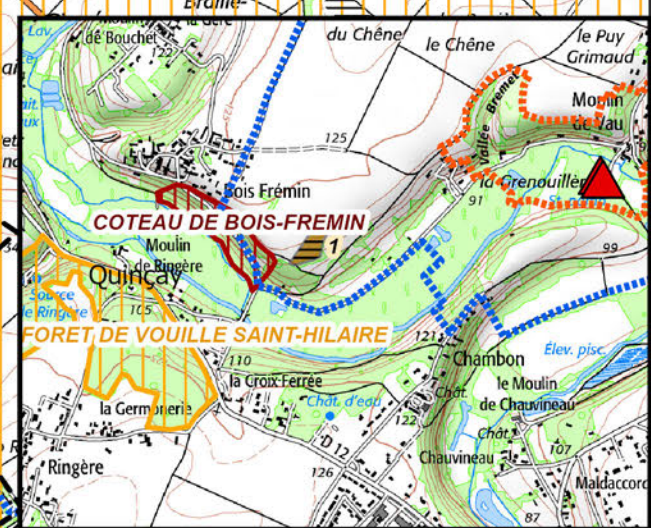 de Bouchet
122
du Chêne
le Chêne
le Puy
Grimaud
Lav.
125
125
Vallée Bremet
Moulin
de Vau
la Grenouillère
91
Bois Frémin
COTEAU DE BOIS-FREMIN
1
99
Moulin
de Ringère
Quinçay
Source
de Ringère
105
FORET DE VOUILLE SAINT-HILAIRE
121
110
Chambon
Élev. pisc.
la Croix-Ferrée
Chât. d'eau
Chât.
le Moulin
de Chauvineau
la Germonerie
122
Chât.
D 12
Chauvineau
107
Ringère
126
Maldaccord
87